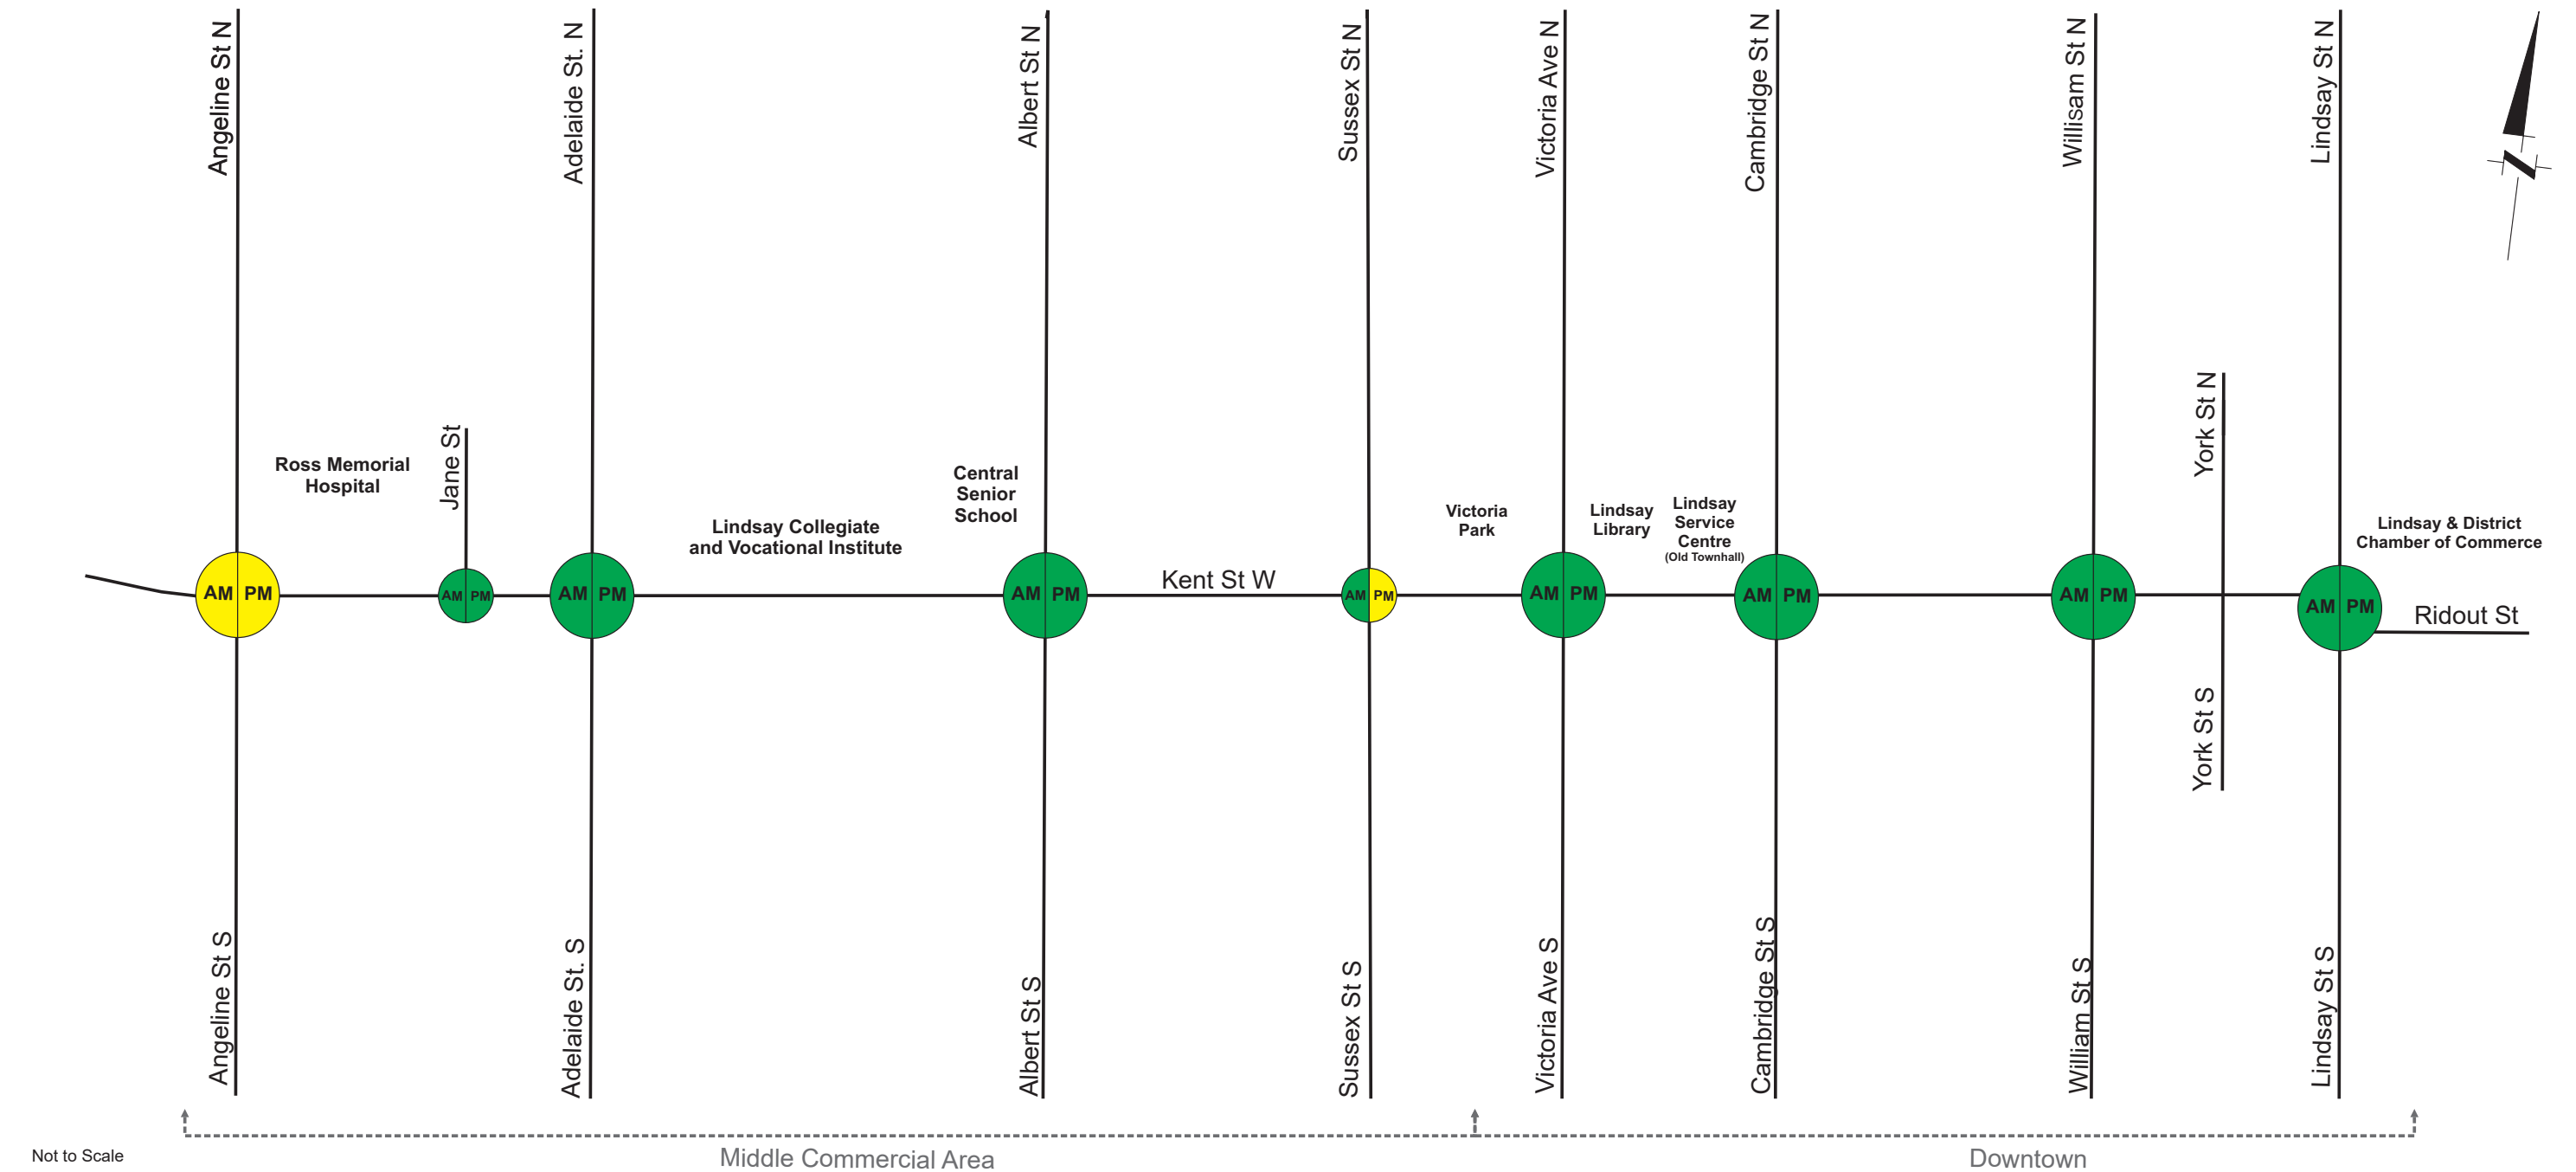 Angeline St N
Adelaide St. N
Albert St N
Sussex St N
Victoria Ave N
Cambridge St N
Willisam St N
Lindsay St N
N
York St N
Jane St
Ross Memorial
Hospital
Central
Senior
School
Lindsay Collegiate
and Vocational Institute
Victoria
Park
Lindsay
Library
Lindsay
Service
Centre
(Old Townhall)
Lindsay & District
Chamber of Commerce
Kent St W
AM PM
AM PM
AM PM
AM PM
AM PM
AM PM
AM PM
AM PM
AM PM
Ridout St
York St S
Angeline St S
Adelaide St. S
Albert St S
Sussex St S
Victoria Ave S
Cambridge St S
William St S
Lindsay St S
Not to Scale
Middle Commercial Area
Downtown